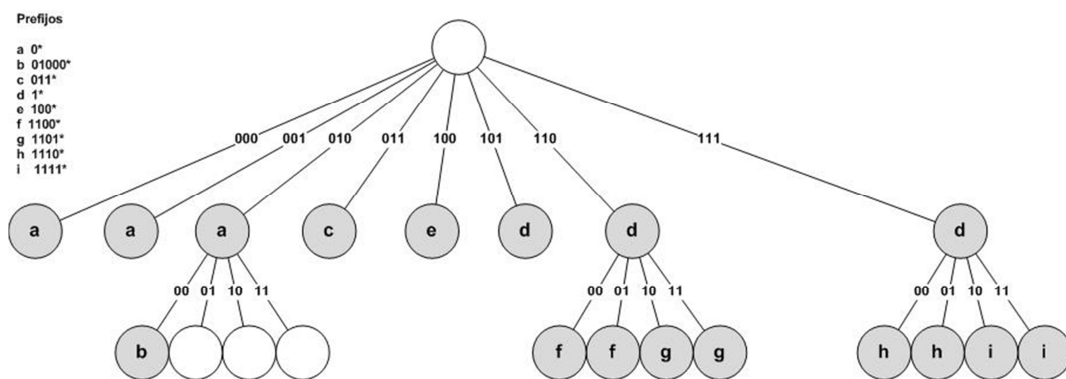 Prefijos
a 0*
b 01000*
c 011*
d 1*
e 100*
f 1100*
g 1101*
h 1110*
i 1111*
000 001 010 011 100 101 110 111
a a a c e d d d
00 01 10 11 00 01 10 11 00 01 10 11
b f f g g h h i i